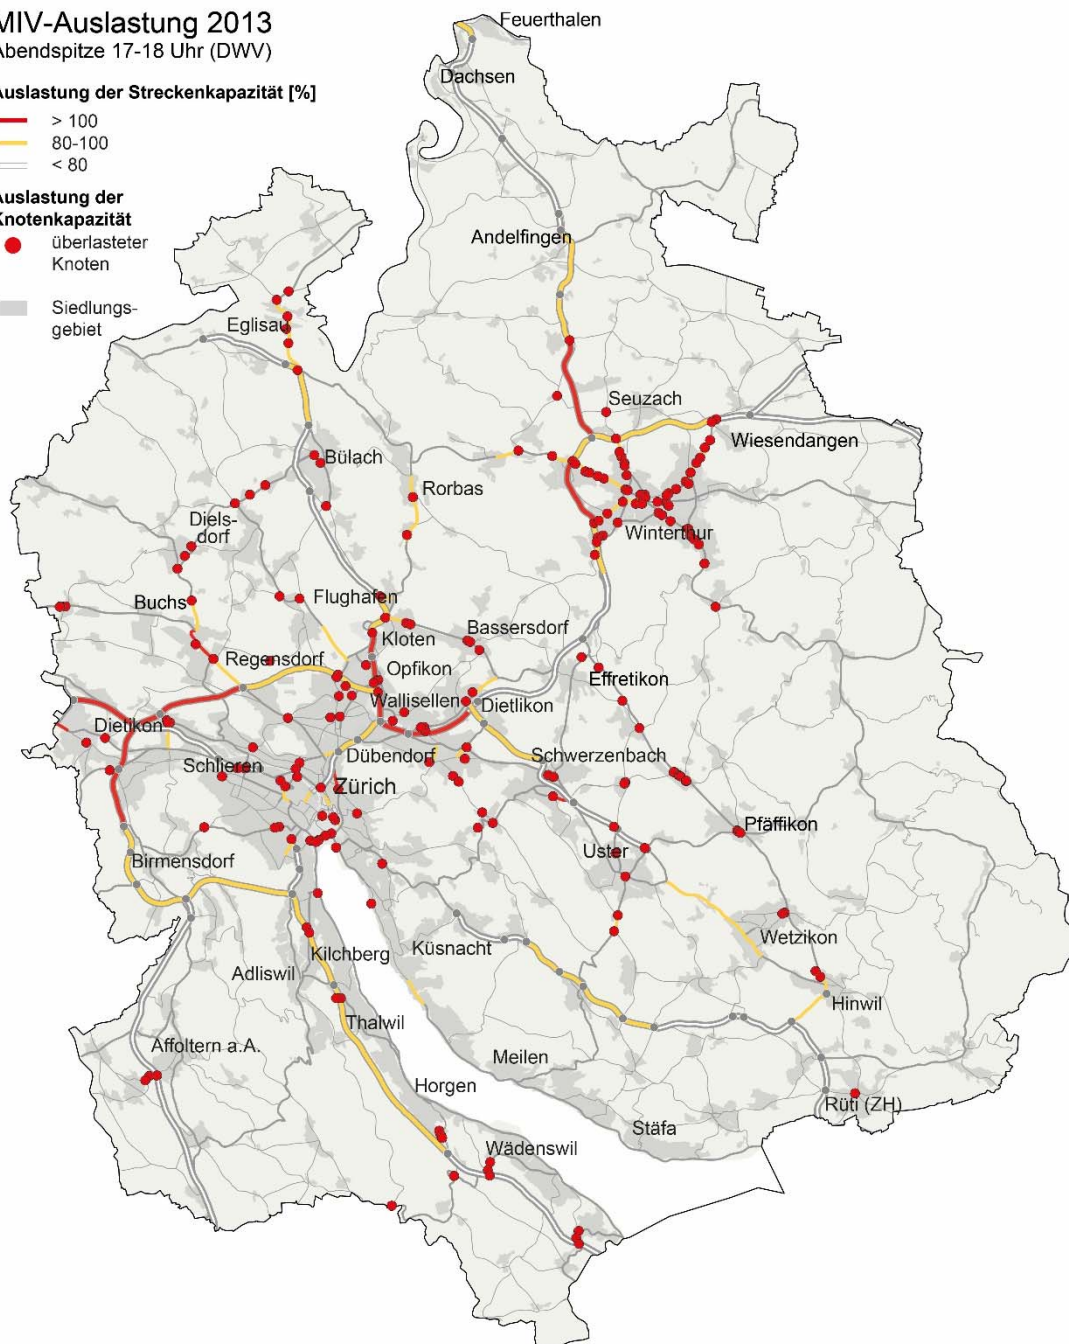 MIV-Auslastung 2013
Abendspitze 17-18 Uhr (DWV)
Auslastung der Streckenkapazität [%]
> 100
80-100
< 80
Auslastung der
Knotenkapazität
überlasteter
Knoten
Siedlungs-
gebiet
Feuerthalen
Dachsen
Andelfingen
Eglisau
Seuzach
Wiesendangen
Bülach
Rorbas
Diels-
dorf
Winterthur
Buchs
Flughafen
Kloten
Bassersdorf
Regensdorf
Opfikon
Effretikon
Wallisellen
Dietlikon
Dietikon
Dübendorf
Schwerzenbach
Schlieren
Zürich
Pfäffikon
Uster
Birmensdorf
Wetzikon
Küsnacht
Kilchberg
Adliswil
Hinwil
Thalwil
Affoltern a.A.
Meilen
Horgen
Rüti (ZH)
Stäfa
Wädenswil